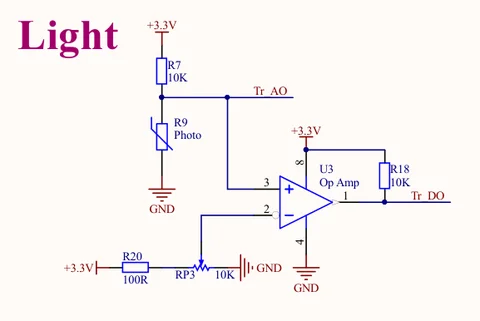 Light
+3.3V
R7
10K
Tr_AO
R9
Photo
GND
+3.3V
8
U3
Op Amp
R18
10K
3
2
1
Tr_DO
4
R20
+3.3V
100R
RP3
10K
GND
GND